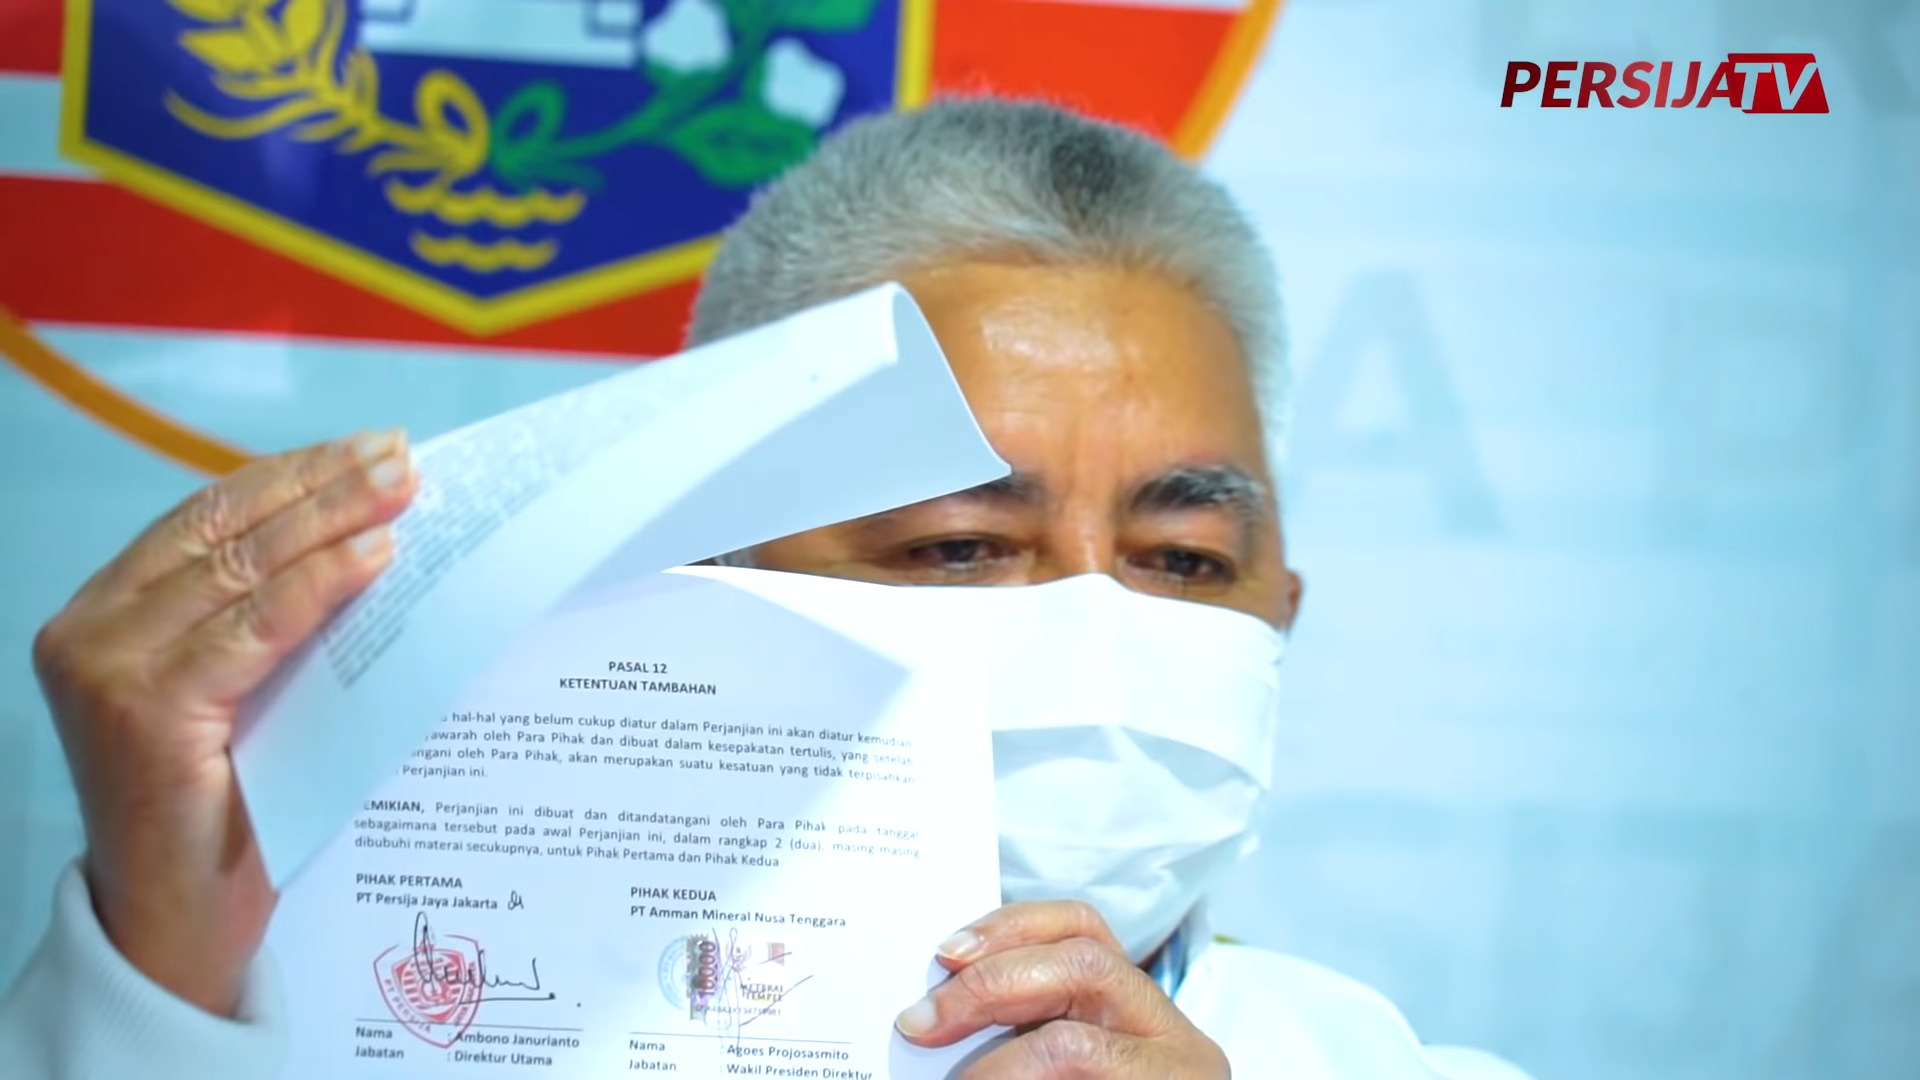 PERSIJATV
PASAL 12
KETENTUAN TAMBAHAN
hal-hal yang belum cukup diatur dalam Perjanjian ini akan diatur kemudian
oleh Para Pihak dan dibuat dalam kesepakatan tertulis, yang setelah
oleh Para Pihak, akan merupakan suatu kesatuan yang tidak terpisahkan
Perjanjian ini.
EMIKIAN, Perjanjian ini dibuat dan ditandatangani oleh Para Pihak pada tanggal
sebagaimana tersebut pada awal Perjanjian ini, dalam rangkap 2 (dua), masing-masing
dibubuhi materai secukupnya, untuk Pihak Pertama dan Pihak Kedua
PIHAK PERTAMA
PT Persija Jaya Jakarta
PIHAK KEDUA
PT Amman Mineral Nusa Tenggara
10000
METERAI
TEMPEL
PT PERSIJA
Nama : Ambono Janurianto
Jabatan : Direktur Utama
Nama : Agoes Projosasmito
Jabatan : Wakil Presiden Direktur